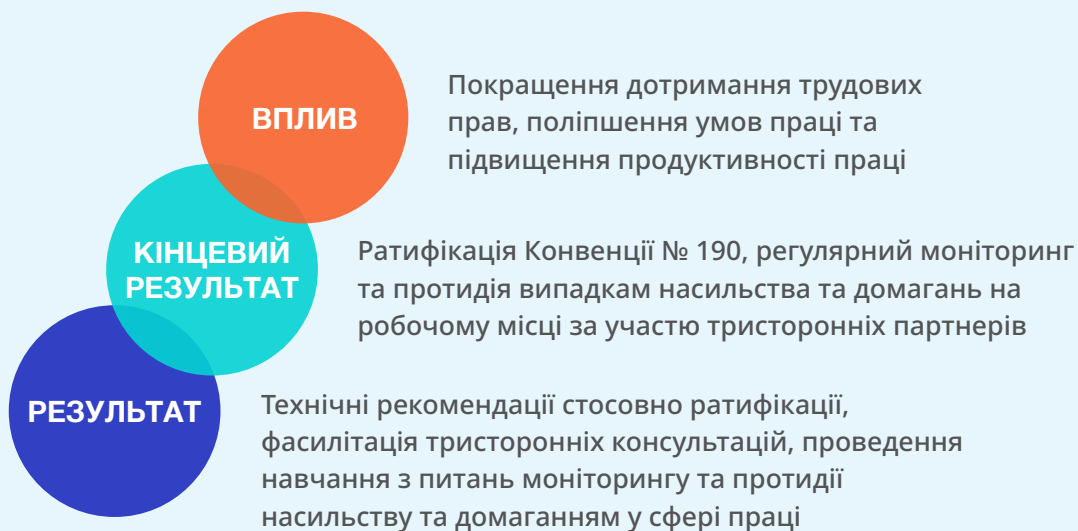 ВПЛИВ
Покращення дотримання трудових
прав, поліпшення умов праці та
підвищення продуктивності праці
КІНЦЕВИЙ
РЕЗУЛЬТАТ
Ратифікація Конвенції № 190, регулярний моніторинг
та протидія випадкам насильства та домагань на
робочому місці за участю тристоронніх партнерів
РЕЗУЛЬТАТ
Технічні рекомендації стосовно ратифікації,
фасилітація тристоронніх консультацій, проведення
навчання з питань моніторингу та протидії
насильству та домаганням у сфері праці